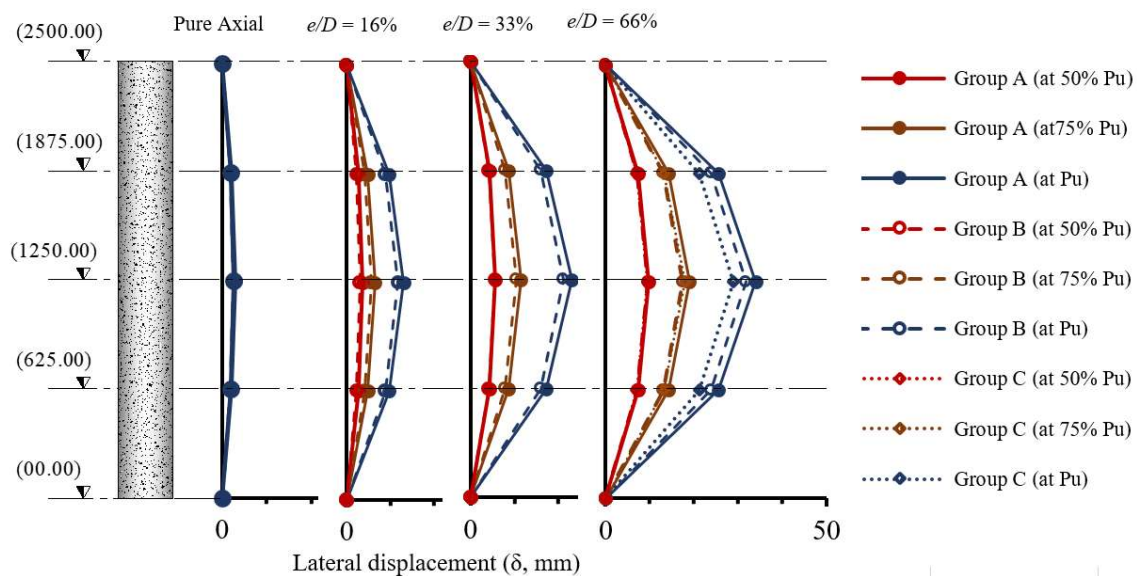 Pure Axial
e/D = 16%
e/D = 33%
e/D = 66%
(2500.00)
(1875.00)
(1250.00)
(625.00)
(00.00)
0
0
0
0
50
Lateral displacement (δ, mm)
Group A (at 50% Pu)
Group A (at75% Pu)
Group A (at Pu)
Group B (at 50% Pu)
Group B (at 75% Pu)
Group B (at Pu)
Group C (at 50% Pu)
Group C (at 75% Pu)
Group C (at Pu)